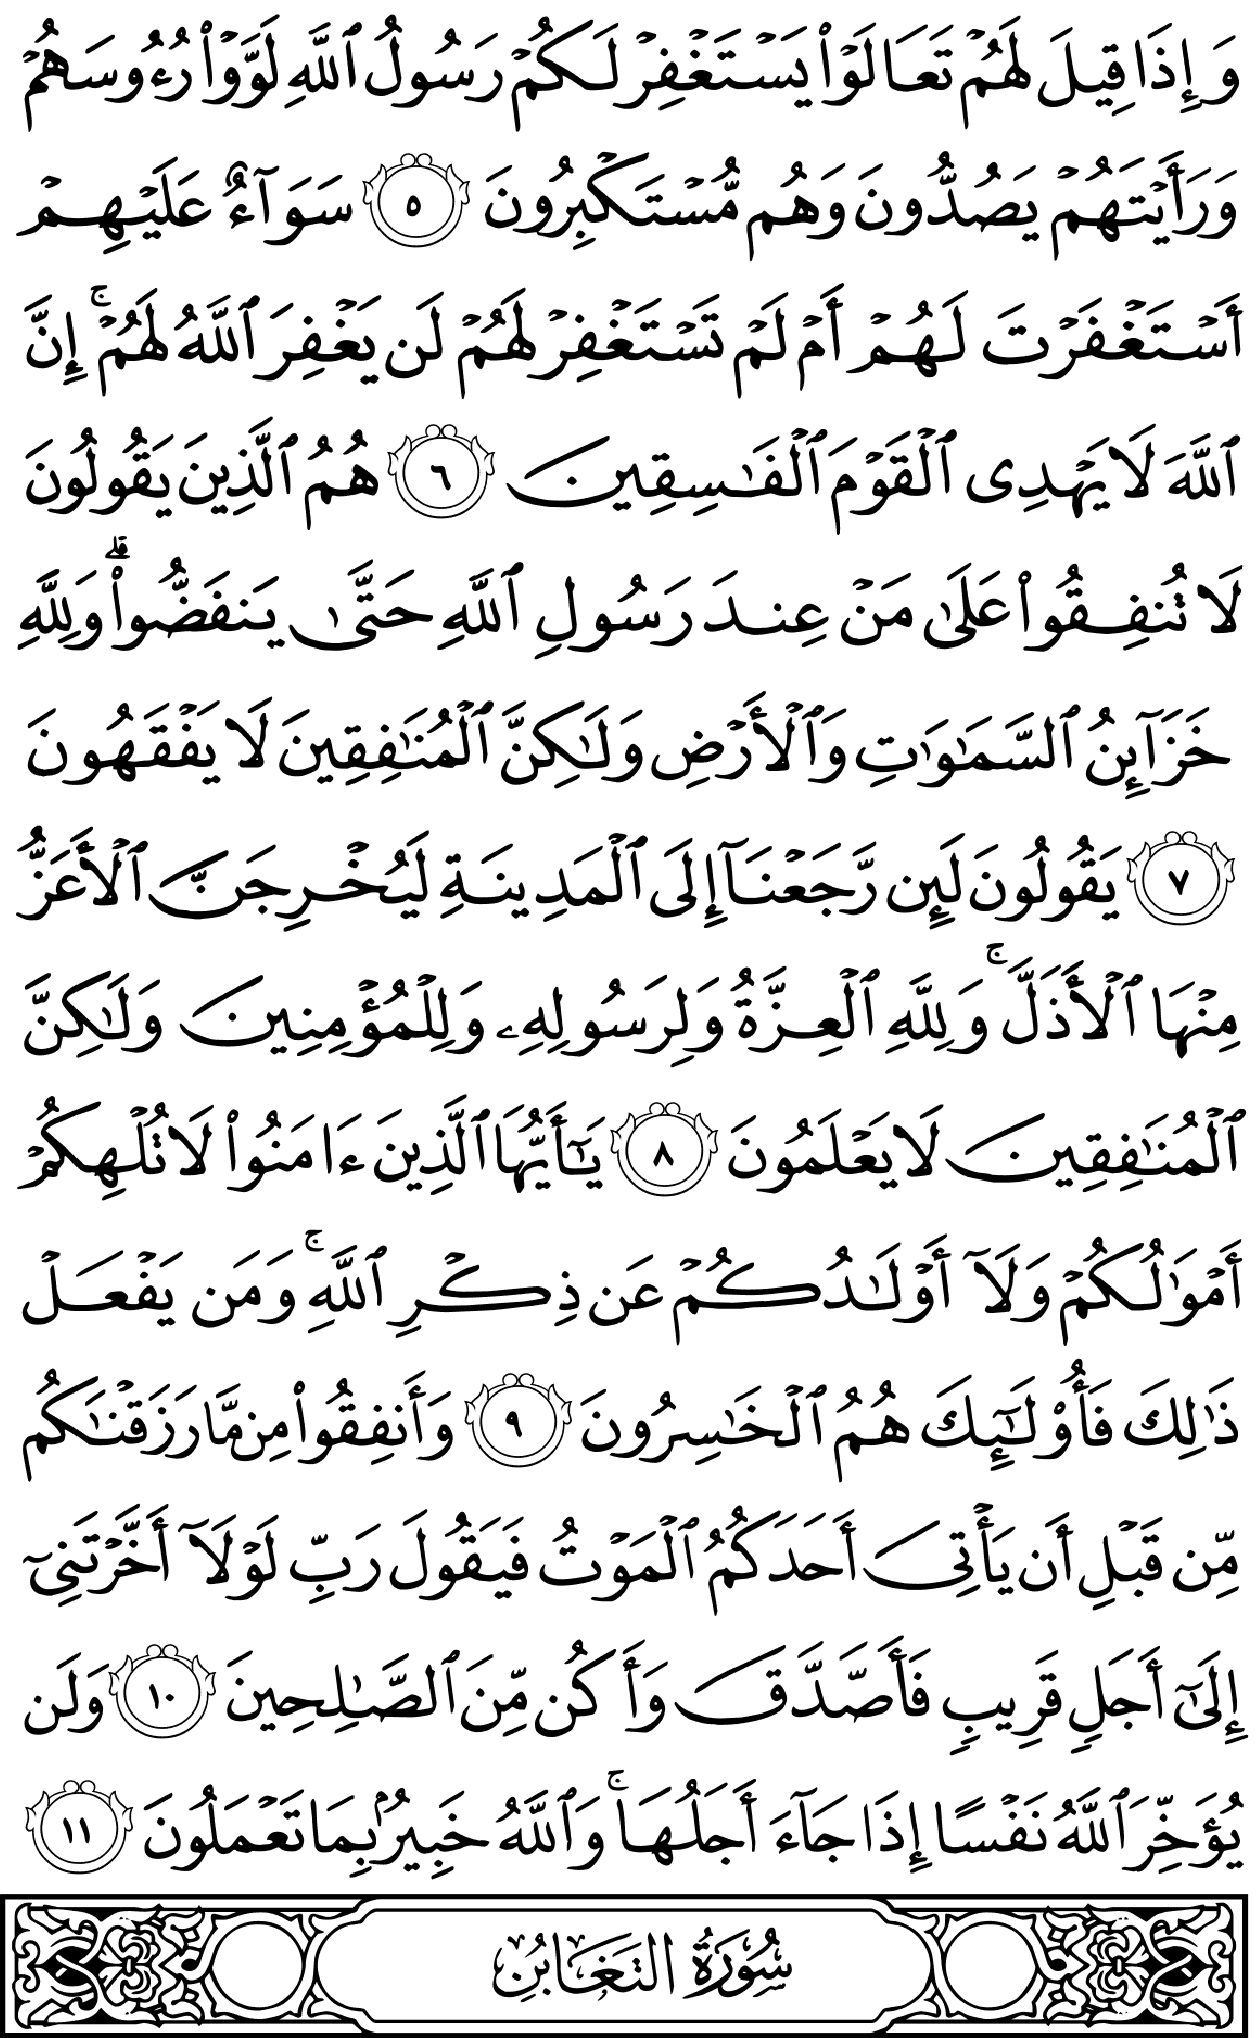 وَإِذَا قِيلَ لَهُمۡ تَعَالَوۡاْ يَسۡتَغۡفِرۡ لَكُمۡ رَسُولُ ٱللَّهِ لَوَّوۡاْ رُءُوسَهُمۡ
وَرَأَيۡتَهُمۡ يَصُدُّونَ وَهُم مُّسۡتَكۡبِرُونَ ٥ سَوَآءٌ عَلَيۡهِمۡ
أَسۡتَغۡفَرۡتَ لَهُمۡ أَمۡ لَمۡ تَسۡتَغۡفِرۡ لَهُمۡ لَن يَغۡفِرَ ٱللَّهُ لَهُمۡۚ إِنَّ
ٱللَّهَ لَا يَهۡدِى ٱلۡقَوۡمَ ٱلۡفَٰسِقِينَ ٦ هُمُ ٱلَّذِينَ يَقُولُونَ
لَا تُنفِقُواْ عَلَىٰ مَنۡ عِندَ رَسُولِ ٱللَّهِ حَتَّىٰ يَنفَضُّواْۗ وَلِلَّهِ
خَزَآئِنُ ٱلسَّمَٰوَٰتِ وَٱلۡأَرۡضِ وَلَٰكِنَّ ٱلۡمُنَٰفِقِينَ لَا يَفۡقَهُونَ
٧ يَقُولُونَ لَئِن رَّجَعۡنَآ إِلَى ٱلۡمَدِينَةِ لَيُخۡرِجَنَّ ٱلۡأَعَزُّ
مِنۡهَا ٱلۡأَذَلَّۚ وَلِلَّهِ ٱلۡعِزَّةُ وَلِرَسُولِهِۦ وَلِلۡمُؤۡمِنِينَ وَلَٰكِنَّ
ٱلۡمُنَٰفِقِينَ لَا يَعۡلَمُونَ ٨ يَٰٓأَيُّهَا ٱلَّذِينَ ءَامَنُواْ لَا تُلۡهِكُمۡ
أَمۡوَٰلُكُمۡ وَلَآ أَوۡلَٰدُكُمۡ عَن ذِكۡرِ ٱللَّهِۚ وَمَن يَفۡعَلۡ
ذَٰلِكَ فَأُوْلَٰٓئِكَ هُمُ ٱلۡخَٰسِرُونَ ٩ وَأَنفِقُواْ مِن مَّا رَزَقۡنَٰكُم
مِّن قَبۡلِ أَن يَأۡتِىَ أَحَدَكُمُ ٱلۡمَوۡتُ فَيَقُولَ رَبِّ لَوۡلَآ أَخَّرۡتَنِىٓ
إِلَىٰٓ أَجَلٖ قَرِيبٖ فَأَصَّدَّقَ وَأَكُن مِّنَ ٱلصَّٰلِحِينَ ١٠ وَلَن
يُؤَخِّرَ ٱللَّهُ نَفۡسًا إِذَا جَآءَ أَجَلُهَاۚ وَٱللَّهُ خَبِيرُۢ بِمَا تَعۡمَلُونَ ١١
سُورَةُ التَّغَابُنِ